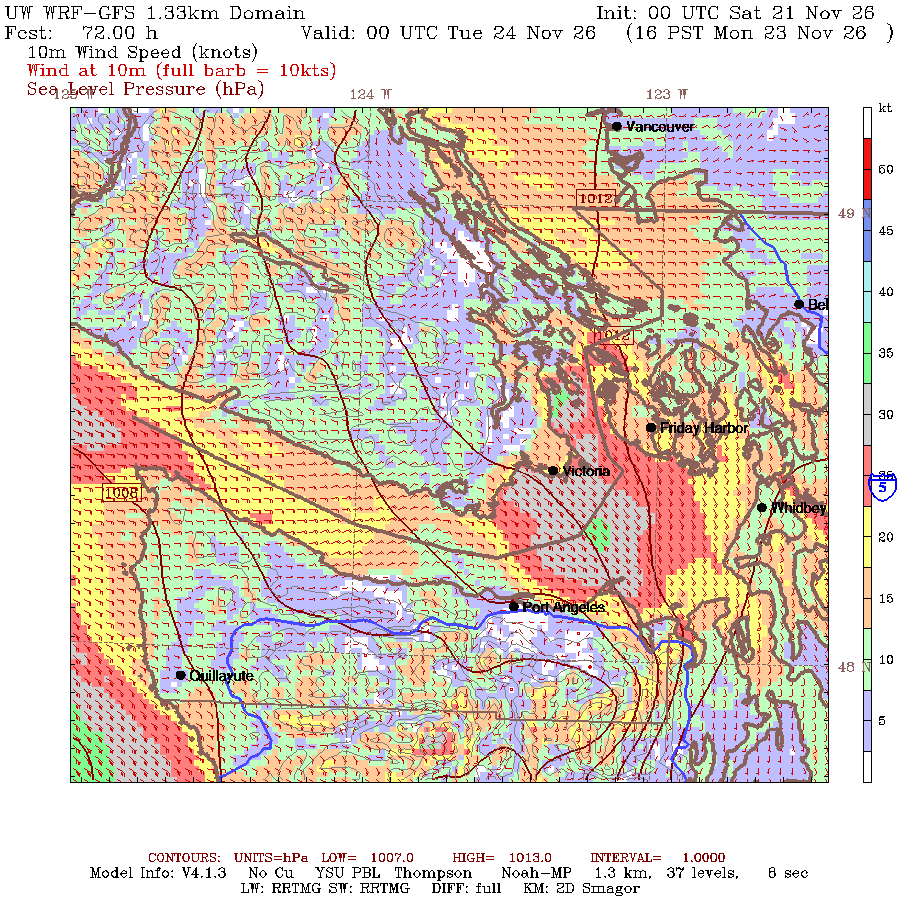 UW WRF-GFS 1.33km Domain Init: 00 UTC Sat 21 Nov 26
Fcst: 72.00 h Valid: 00 UTC Tue 24 Nov 26 (16 PST Mon 23 Nov 26 )
10m Wind Speed (knots)
Wind at 10m (full barb = 10kts)
Sea Level Pressure (hPa)
125 W 124 W 123 W
kt
Vancouver
60
1012
49 N
45
40
Bel
1012
35
30
Friday Harbor
Victoria
25
5
1008
Whidbey
20
15
Port Angeles
10
48 N
Quillayute
5
CONTOURS: UNITS=hPa LOW= 1007.0 HIGH= 1013.0 INTERVAL= 1.0000
Model Info: V4.1.3 No Cu YSU PBL Thompson Noah-MP 1.3 km, 37 levels, 8 sec
LW: RRTMG SW: RRTMG DIFF: full KM: 2D Smagor